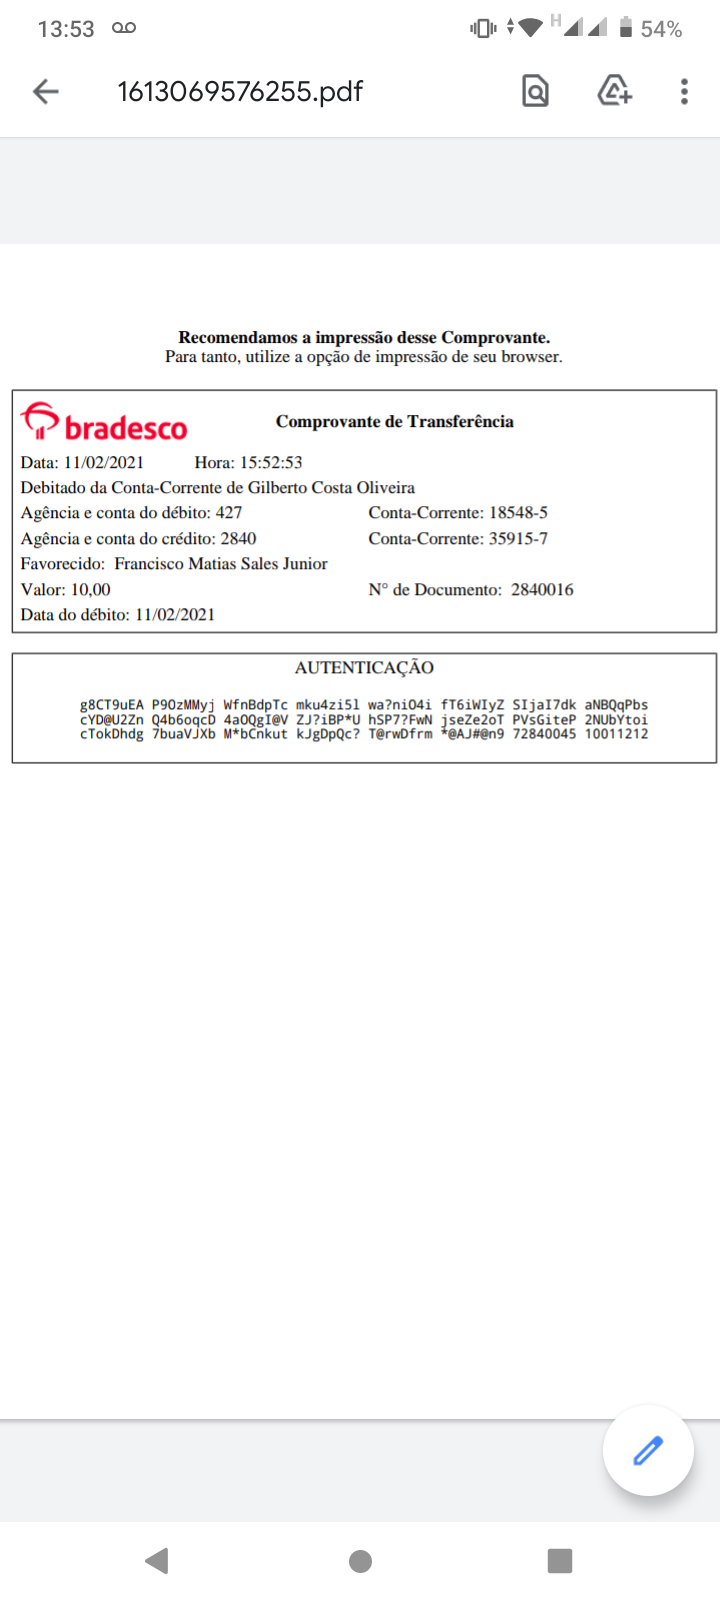 13:53
H
54%
1613069576255.pdf
Recomendamos a impressão desse Comprovante.
Para tanto, utilize a opção de impressão de seu browser.
bradesco
Comprovante de Transferência
Data: 11/02/2021 Hora: 15:52:53
Debitado da Conta-Corrente de Gilberto Costa Oliveira
Agência e conta do débito: 427 Conta-Corrente: 18548-5
Agência e conta do crédito: 2840 Conta-Corrente: 35915-7
Favorecido: Francisco Matias Sales Junior
Valor: 10,00 N° de Documento: 2840016
Data do débito: 11/02/2021
AUTENTICAÇÃO
g8CT9uEA P9OzMMyj WfnBdpTc mku4zi5l wa?niO4i fT6iWIyZ SIjaI7dk aNBQqPbs
cYD@U2Zn Q4b6oqcD 4aOQgI@V ZJ?iBP*U hSP7?FwN jseZe2oT PVsGiteP 2NUbYtoi
cTokDhdg 7buaVJXb M*bCnkut kJgDpQc? T@rwDfrm *@AJ#@n9 72840045 10011212